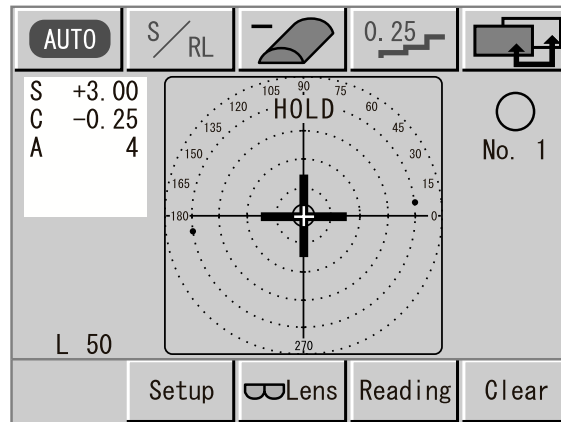 AUTO
S/RL
0.25
S +3.00
C -0.25
A 4
HOLD
105 90 75
120 60
135 45
150 30
165 15
180 0
270
No. 1
L 50
Setup
Lens
Reading
Clear